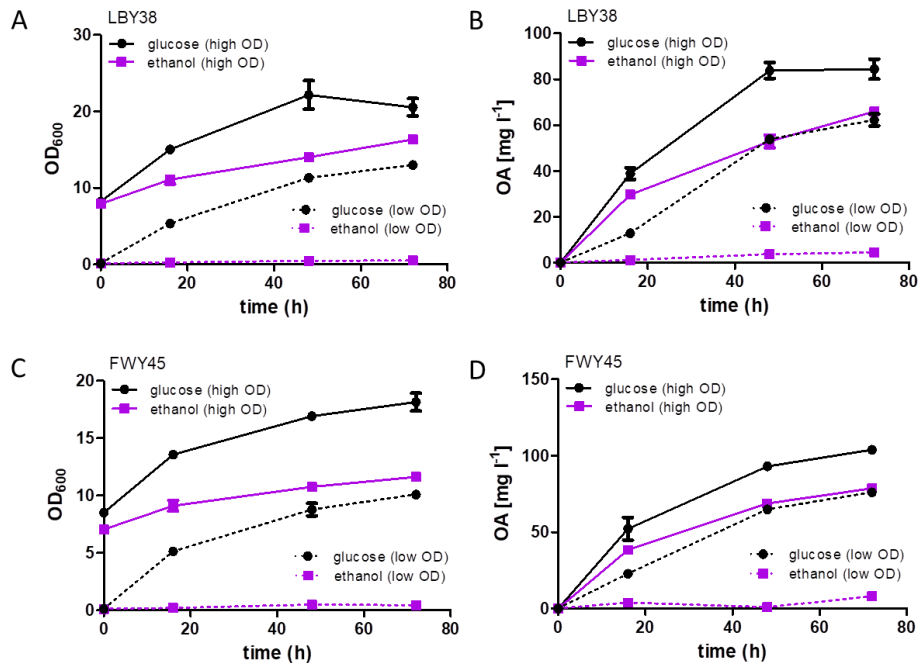 A
LBY38
glucose (high OD)
ethanol (high OD)
30
20
10
0
OD600
glucose (low OD)
ethanol (low OD)
0 20 40 60 80
time (h)
B
LBY38
glucose (high OD)
ethanol (high OD)
100
80
60
40
20
0
OA [mg l-1]
glucose (low OD)
ethanol (low OD)
0 20 40 60 80
time (h)
C
FWY45
glucose (high OD)
ethanol (high OD)
20
15
10
5
0
OD600
glucose (low OD)
ethanol (low OD)
0 20 40 60 80
time (h)
D
FWY45
glucose (high OD)
ethanol (high OD)
150
100
50
0
OA [mg l-1]
glucose (low OD)
ethanol (low OD)
0 20 40 60 80
time (h)